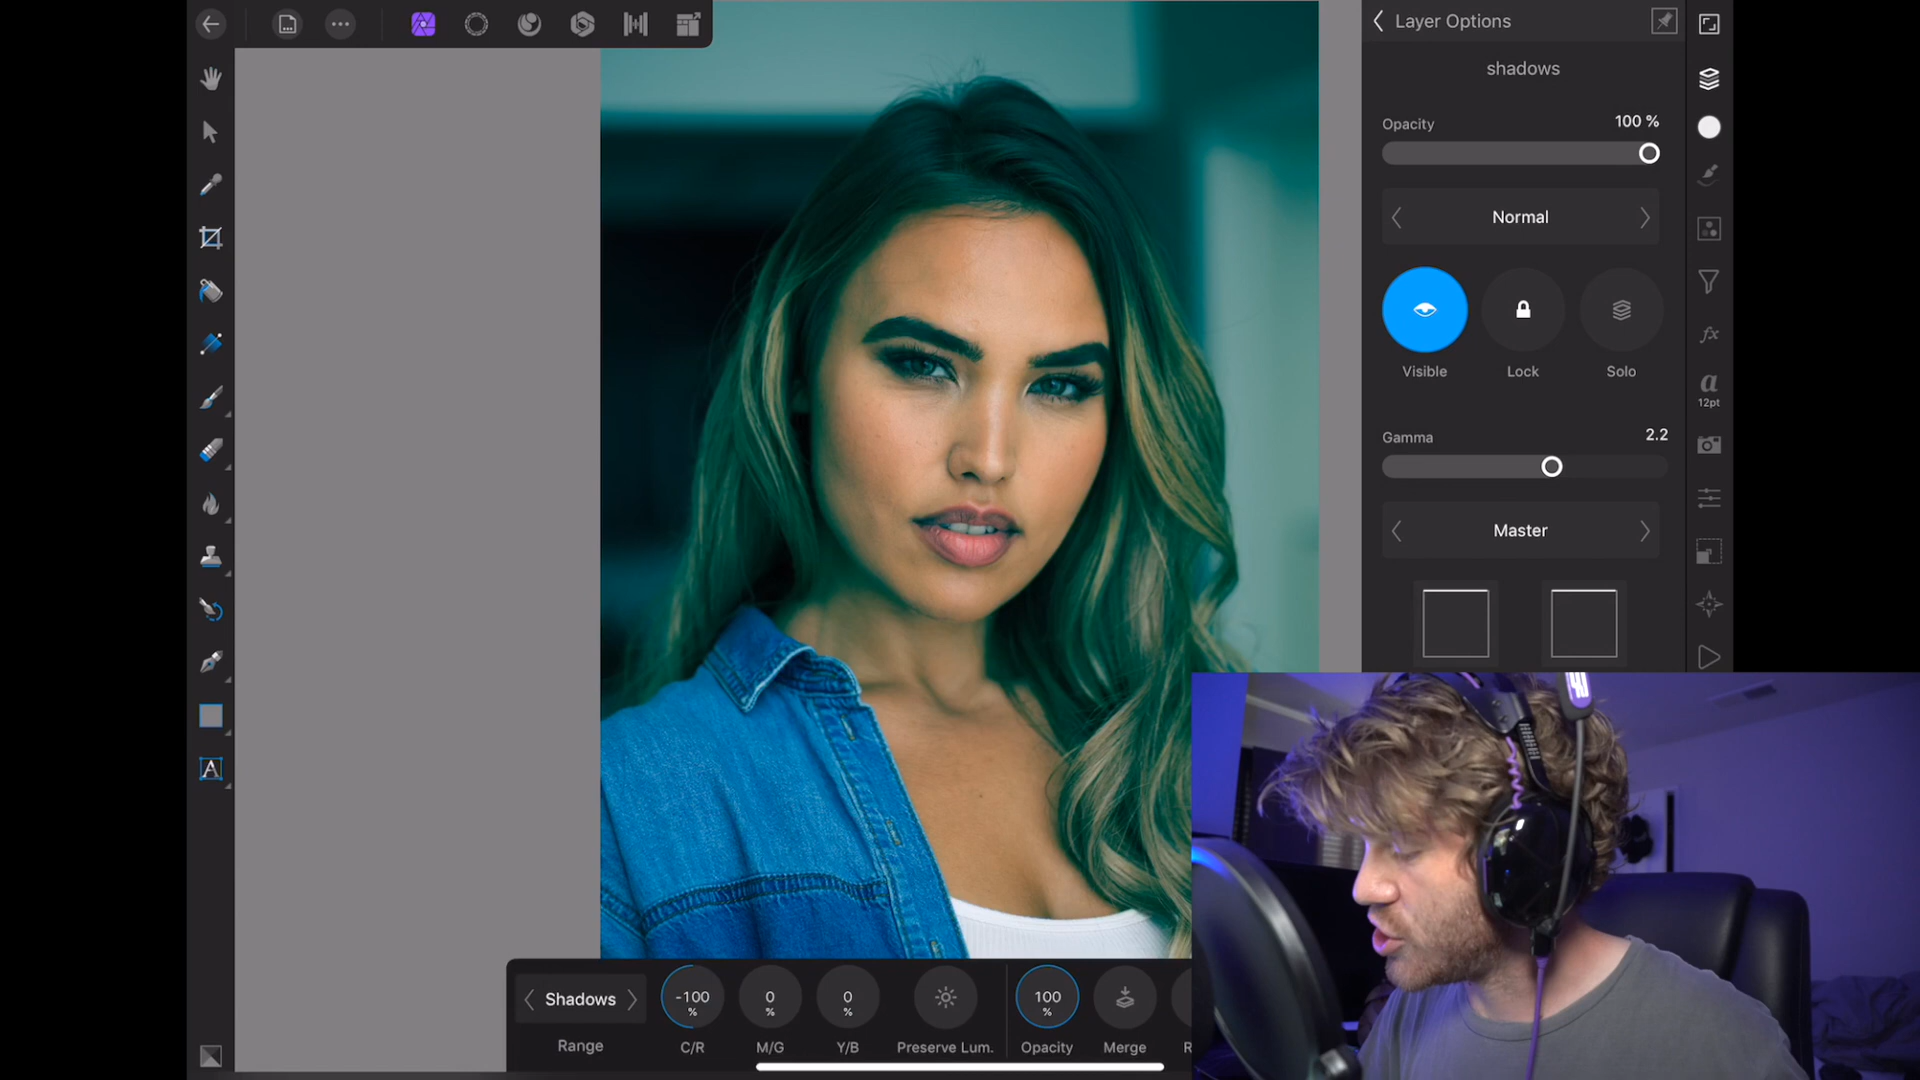 Layer Options
shadows
Opacity 100 %
Normal
Visible Lock Solo
Gamma 2.2
Master
fx
a
12pt
A
Shadows
-100 %
0 %
0 %
100 %
Range C/R M/G Y/B Preserve Lum. Opacity Merge